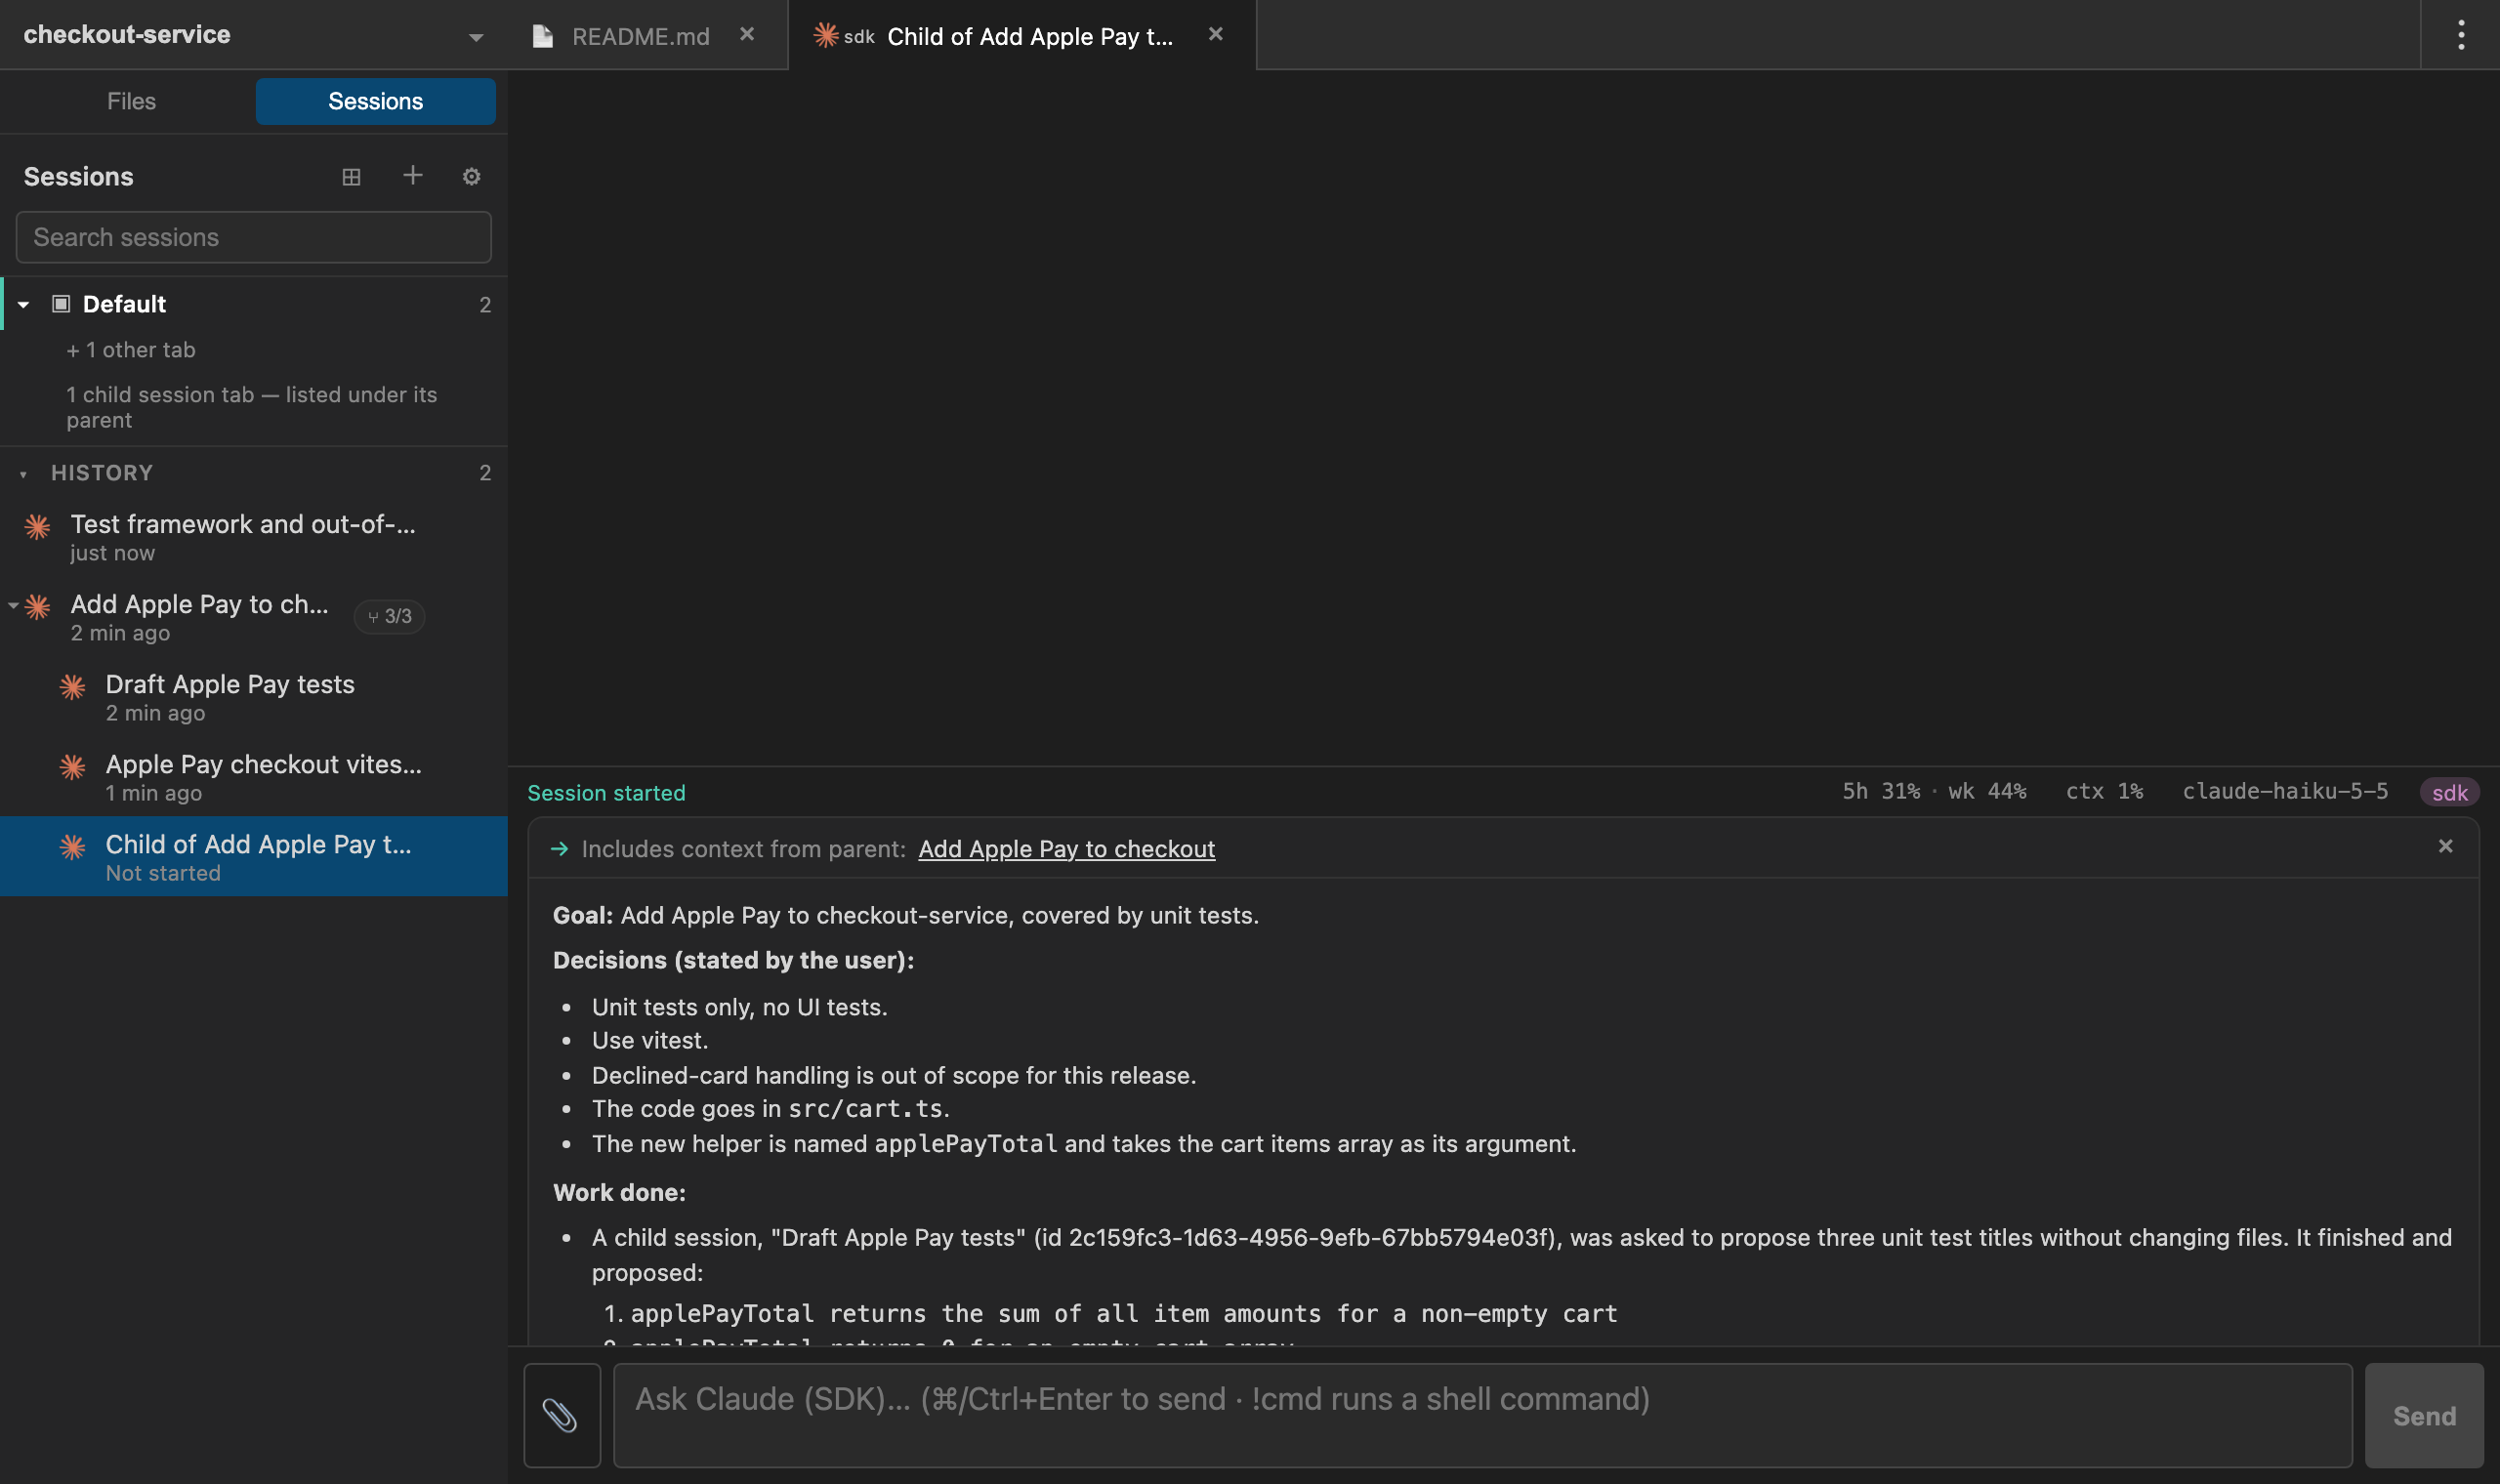 checkout-service
README.md
sdk Child of Add Apple Pay t...
Files
Sessions
Sessions
Search sessions
Default 2
+ 1 other tab
1 child session tab — listed under its
parent
HISTORY 2
Test framework and out-of-...
just now
Add Apple Pay to ch...
2 min ago
3/3
Draft Apple Pay tests
2 min ago
Apple Pay checkout vites...
1 min ago
Child of Add Apple Pay t...
Not started
Session started
5h 31% · wk 44% ctx 1% claude-haiku-5-5 sdk
→ Includes context from parent: Add Apple Pay to checkout
Goal: Add Apple Pay to checkout-service, covered by unit tests.
Decisions (stated by the user):
• Unit tests only, no UI tests.
• Use vitest.
• Declined-card handling is out of scope for this release.
• The code goes in src/cart.ts.
• The new helper is named applePayTotal and takes the cart items array as its argument.
Work done:
• A child session, "Draft Apple Pay tests" (id 2c159fc3-1d63-4956-9efb-67bb5794e03f), was asked to propose three unit test titles without changing files. It finished and
proposed:
1. applePayTotal returns the sum of all item amounts for a non-empty cart
2. applePayTotal returns 0 for an empty cart array
Ask Claude (SDK)... (⌘/Ctrl+Enter to send · !cmd runs a shell command)
Send